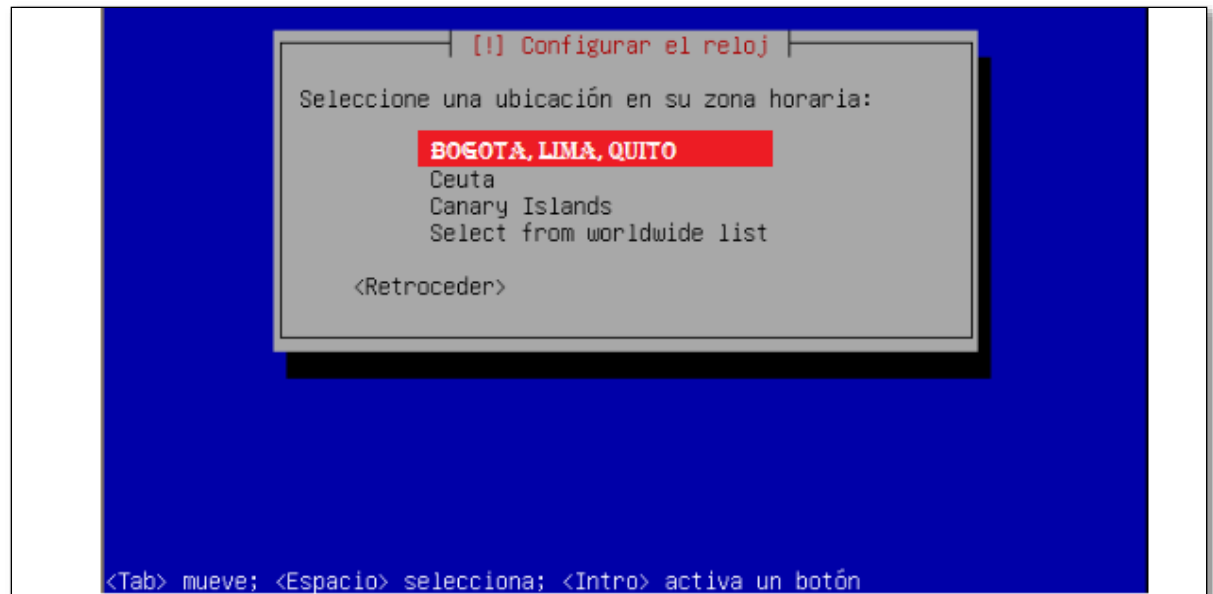 [!] Configurar el reloj
Seleccione una ubicación en su zona horaria:
BOGOTA, LIMA, QUITO
Ceuta
Canary Islands
Select from worldwide list
<Retroceder>
<Tab> mueve; <Espacio> selecciona; <Intro> activa un botón